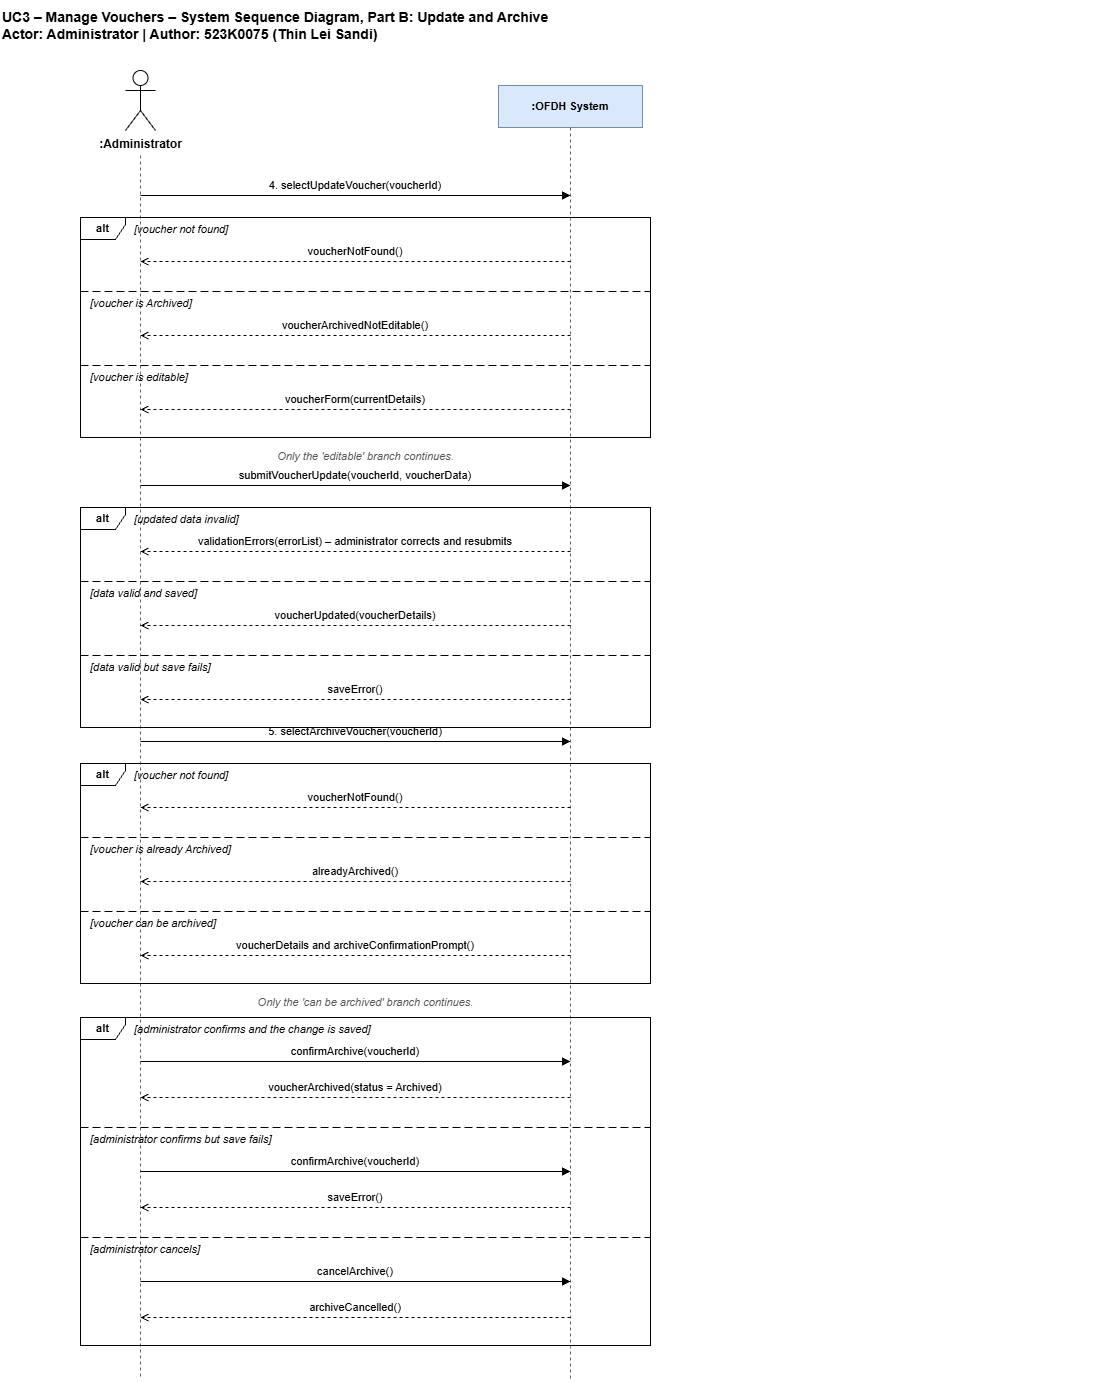 UC3 – Manage Vouchers – System Sequence Diagram, Part B: Update and Archive
Actor: Administrator | Author: 523K0075 (Thin Lei Sandi)
:OFDH System
:Administrator
4. selectUpdateVoucher(voucherId)
alt
[voucher not found]
voucherNotFound()
[voucher is Archived]
voucherArchivedNotEditable()
[voucher is editable]
voucherForm(currentDetails)
Only the 'editable' branch continues.
submitVoucherUpdate(voucherId, voucherData)
alt
[updated data invalid]
validationErrors(errorList) – administrator corrects and resubmits
[data valid and saved]
voucherUpdated(voucherDetails)
[data valid but save fails]
saveError()
5. selectArchiveVoucher(voucherId)
alt
[voucher not found]
voucherNotFound()
[voucher is already Archived]
alreadyArchived()
[voucher can be archived]
voucherDetails and archiveConfirmationPrompt()
Only the 'can be archived' branch continues.
alt
[administrator confirms and the change is saved]
confirmArchive(voucherId)
voucherArchived(status = Archived)
[administrator confirms but save fails]
confirmArchive(voucherId)
saveError()
[administrator cancels]
cancelArchive()
archiveCancelled()